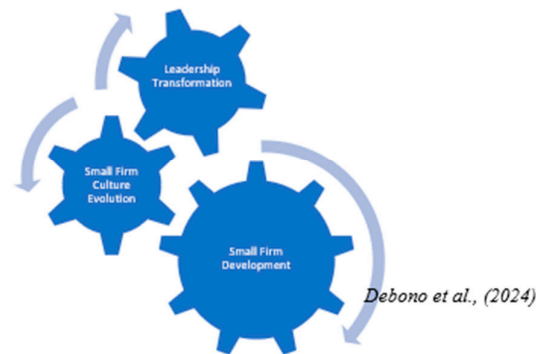 Leadership
Transformation
Small Firm
Culture
Evolution
Small Firm
Development
Debono et al., (2024)